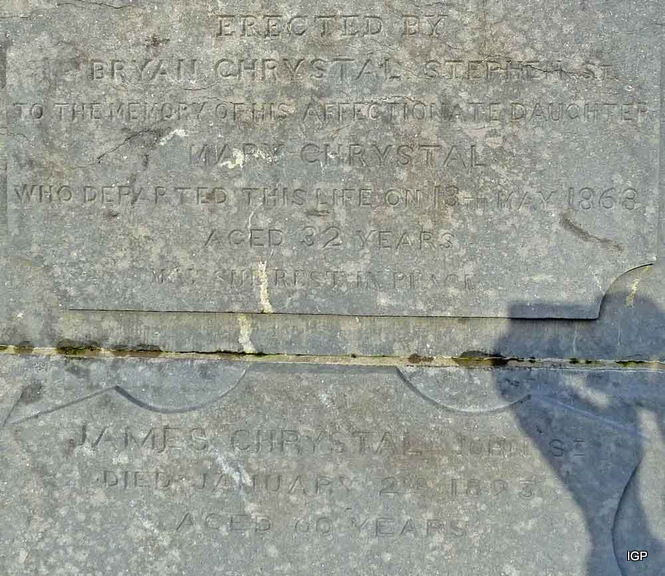 ERECTED BY
BRYAN CHRYSTAL STEPHEN ST.
TO THE MEMORY OF HIS AFFECTIONATE DAUGHTER
MARY CHRYSTAL
WHO DEPARTED THIS LIFE ON 13TH MAY 1868
AGED 32 YEARS
MAY SHE REST IN PEACE
JAMES CHRYSTAL JOHN ST
DIED JANUARY 1893
AGED 60 YEARS
IGP